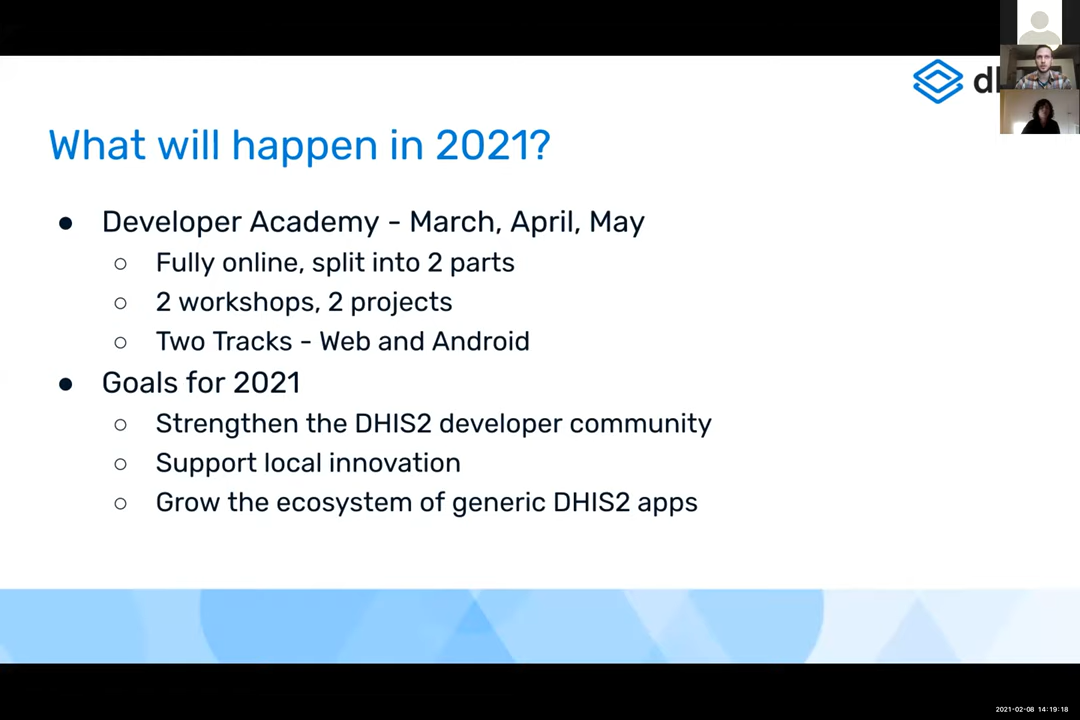 What will happen in 2021?
● Developer Academy - March, April, May
○ Fully online, split into 2 parts
○ 2 workshops, 2 projects
○ Two Tracks - Web and Android
● Goals for 2021
○ Strengthen the DHIS2 developer community
○ Support local innovation
○ Grow the ecosystem of generic DHIS2 apps
2021-02-08 14:19:18